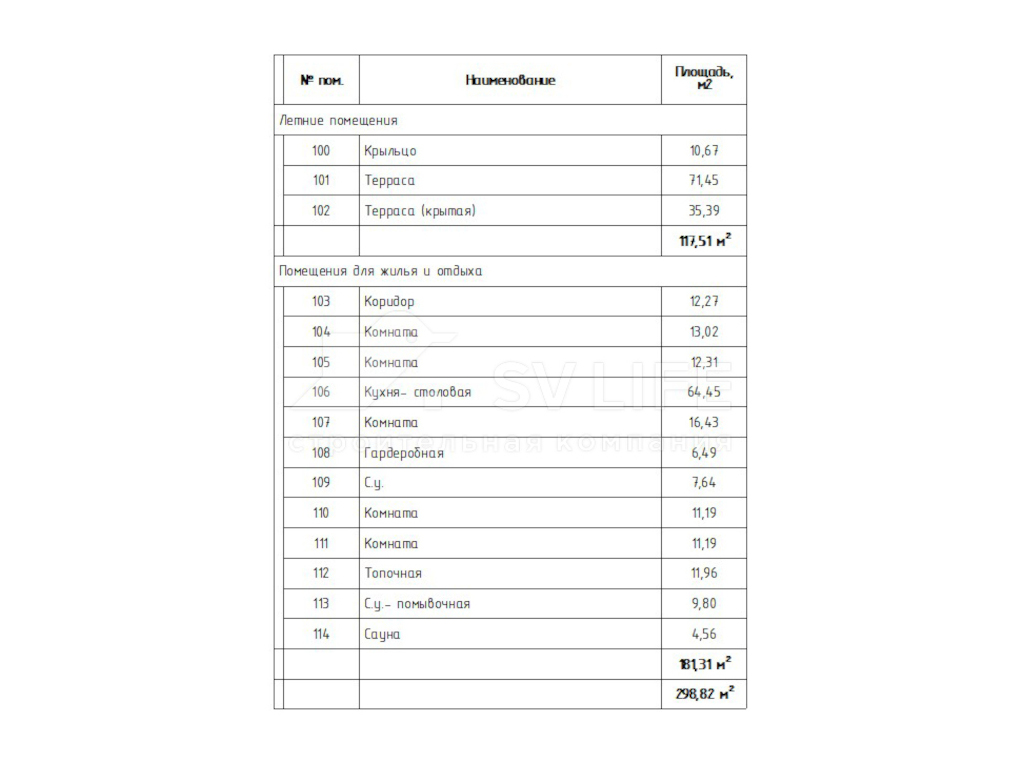 № пом. Наименование Площадь, м2
Летние помещения
100 Крыльцо 10,67
101 Терраса 71,45
102 Терраса (крытая) 35,39
117,51 м²
Помещения для жилья и отдыха
103 Коридор 12,27
104 Комната 13,02
105 Комната 12,31
SV LIFE
106 Кухня- столовая 64,45
107 Комната 16,43
строительная компания
108 Гардеробная 6,49
109 С.у. 7,64
110 Комната 11,19
111 Комната 11,19
112 Топочная 11,96
113 С.у.- помывочная 9,80
114 Сауна 4,56
181,31 м²
298,82 м²